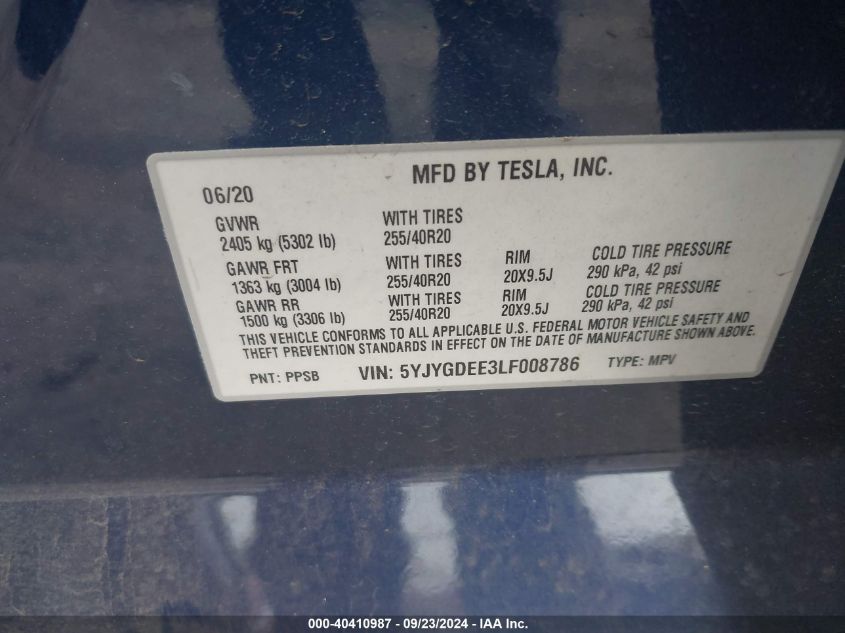 MFD BY TESLA, INC.
06/20
GVWR WITH TIRES
2405 kg (5302 lb) 255/40R20
GAWR FRT WITH TIRES RIM COLD TIRE PRESSURE
1363 kg (3004 lb) 255/40R20 20X9.5J 290 kPa, 42 psi
GAWR RR WITH TIRES RIM COLD TIRE PRESSURE
1500 kg (3306 lb) 255/40R20 20X9.5J 290 kPa, 42 psi
THIS VEHICLE CONFORMS TO ALL APPLICABLE U.S. FEDERAL MOTOR VEHICLE SAFETY AND
THEFT PREVENTION STANDARDS IN EFFECT ON THE DATE OF MANUFACTURE SHOWN ABOVE.
PNT: PPSB VIN: 5YJYGDEE3LF008786 TYPE: MPV
000-40410987 - 09/23/2024 - IAA Inc.